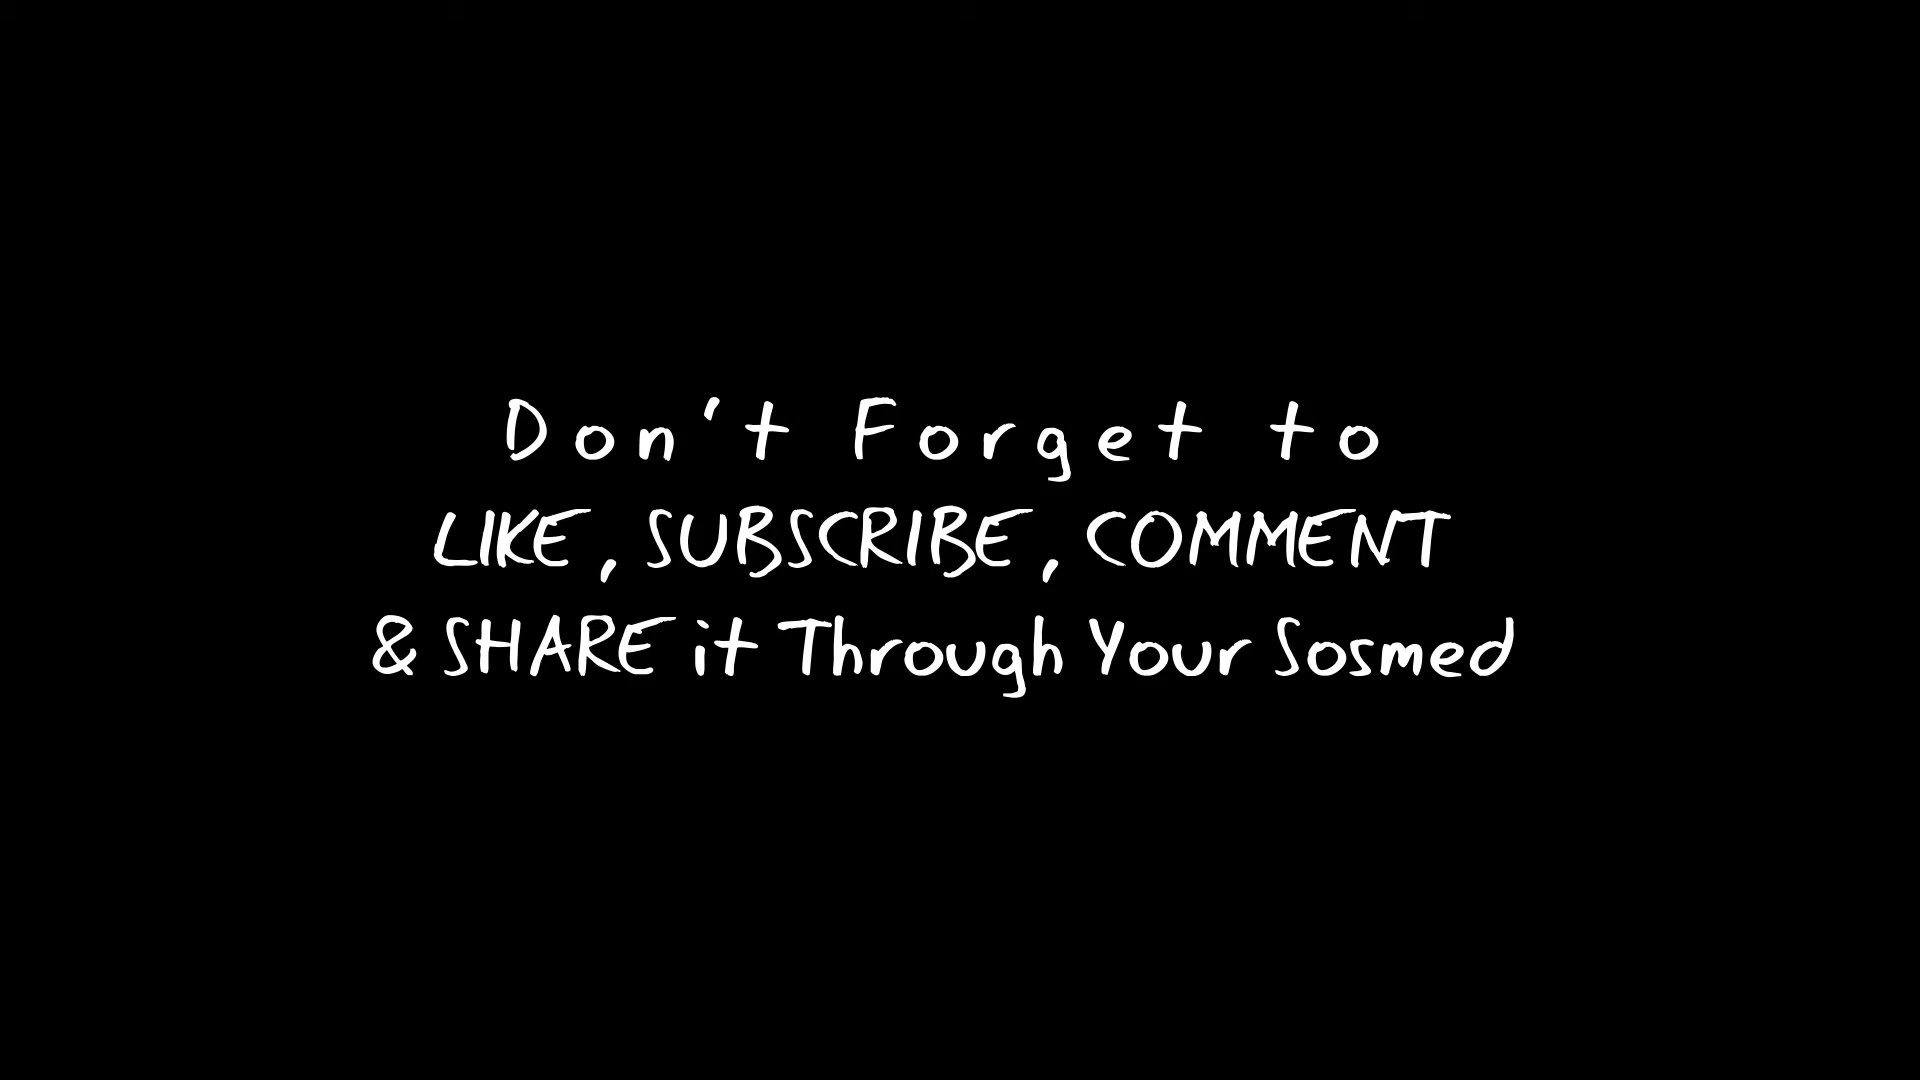 Don't Forget to
LIKE, SUBSCRIBE, COMMENT
& SHARE it Through Your Sosmed